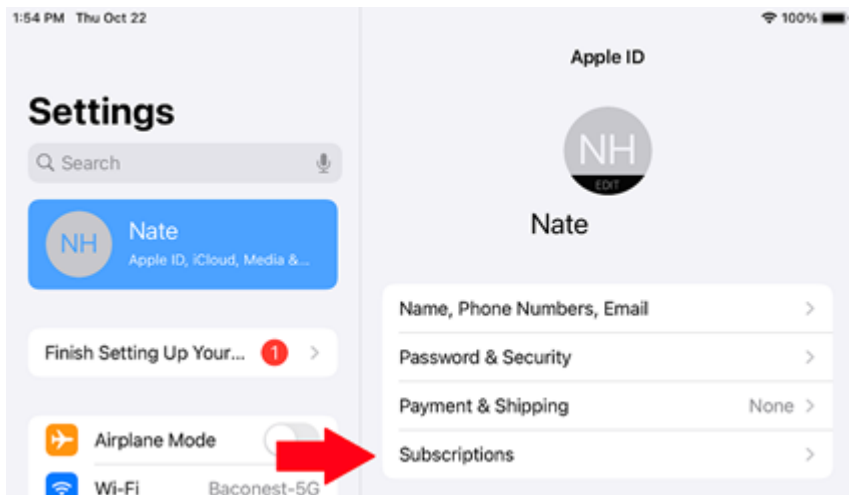 1:54 PM Thu Oct 22
100%
Settings
Search
NH
Nate
Apple ID, iCloud, Media &...
Finish Setting Up Your... 1
Airplane Mode
Wi-Fi Baconest-5G
Apple ID
NH
EDIT
Nate
Name, Phone Numbers, Email
Password & Security
Payment & Shipping None
Subscriptions